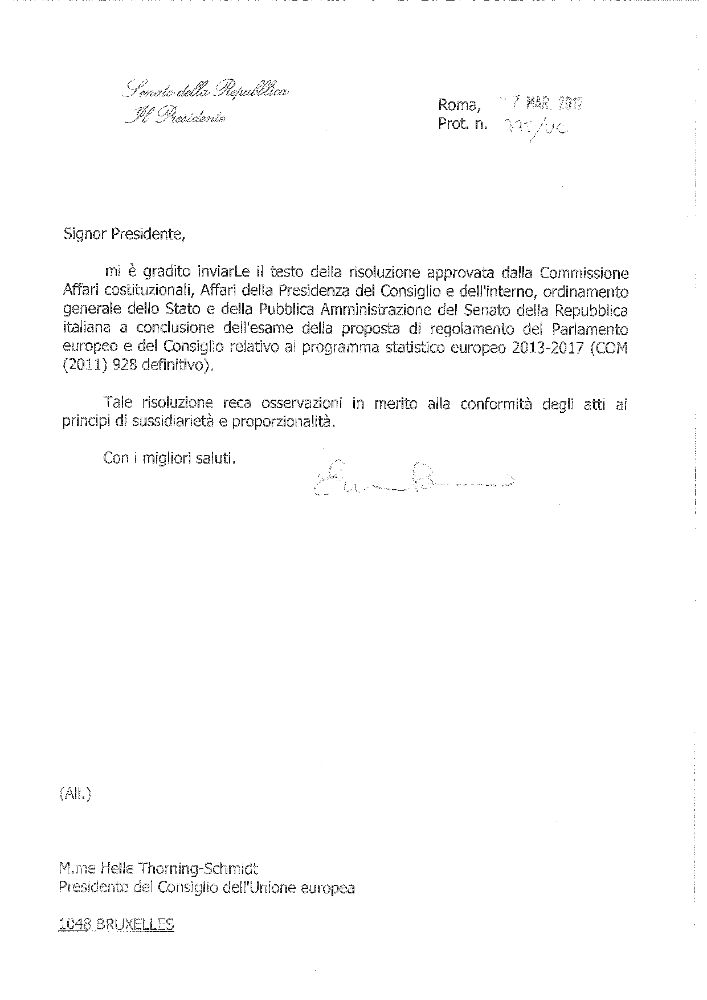 Senato della Repubblica
Il Presidente
Roma, 7 MAR. 2012
Prot. n.
Signor Presidente,
mi è gradito inviarLe il testo della risoluzione approvata dalla Commissione
Affari costituzionali, Affari della Presidenza del Consiglio e dell'interno, ordinamento
generale dello Stato e della Pubblica Amministrazione del Senato della Repubblica
italiana a conclusione dell'esame della proposta di regolamento del Parlamento
europeo e del Consiglio relativo al programma statistico europeo 2013-2017 (COM
(2011) 928 definitivo).
Tale risoluzione reca osservazioni in merito alla conformità degli atti ai
principi di sussidiarietà e proporzionalità.
Con i migliori saluti.
(All.)
M.me Helle Thorning-Schmidt
Presidente del Consiglio dell'Unione europea
1048 BRUXELLES